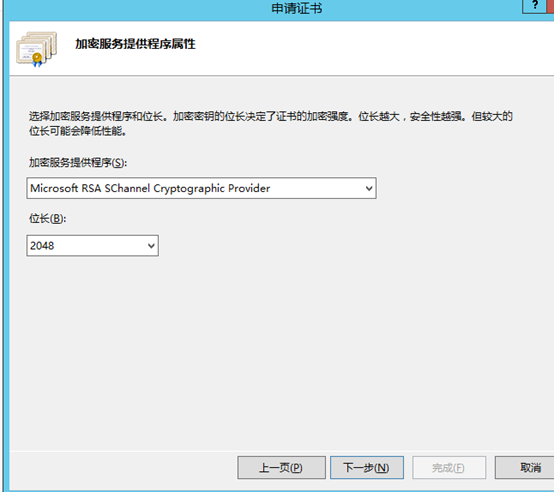 申请证书
?
加密服务提供程序属性
选择加密服务提供程序和位长。加密密钥的位长决定了证书的加密强度。位长越大，安全性越强。但较大的
位长可能会降低性能。
加密服务提供程序(S):
Microsoft RSA SChannel Cryptographic Provider
位长(B):
2048
上一页(P) 下一步(N) 完成(F) 取消